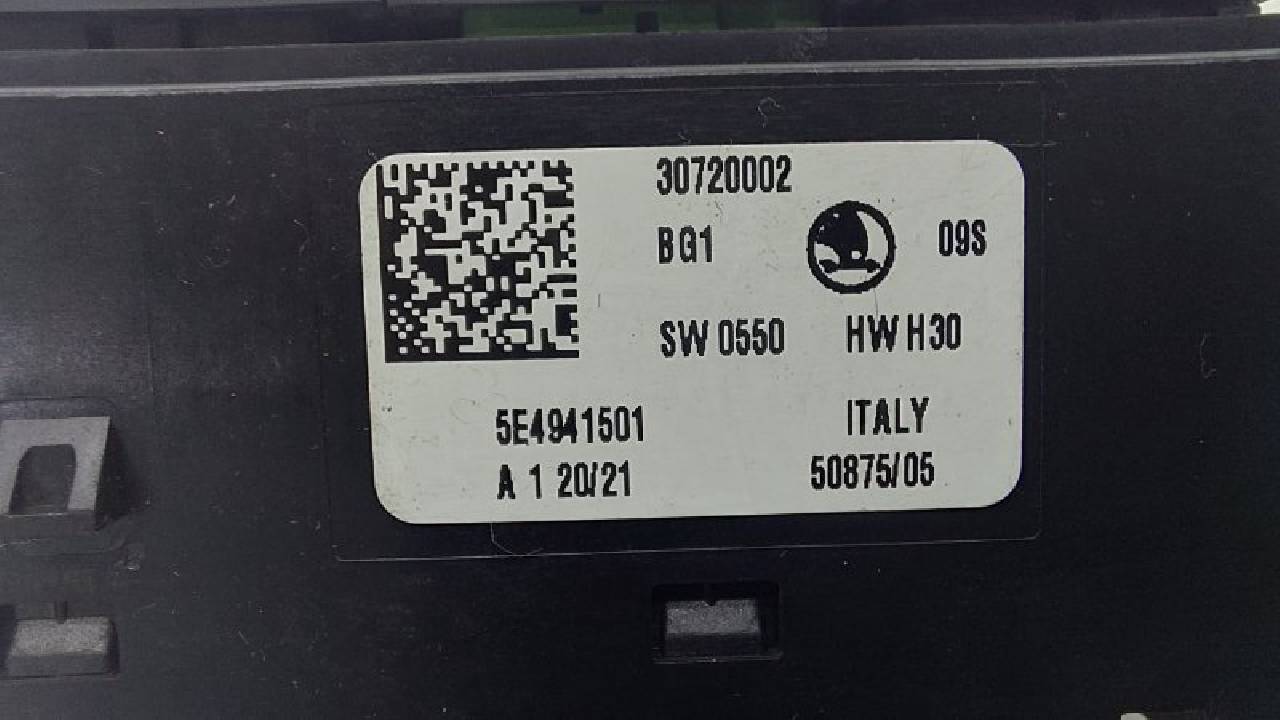 30720002
BG1 09S
SW 0550 HW H30
5E4941501 ITALY
A 1 20/21 50875/05